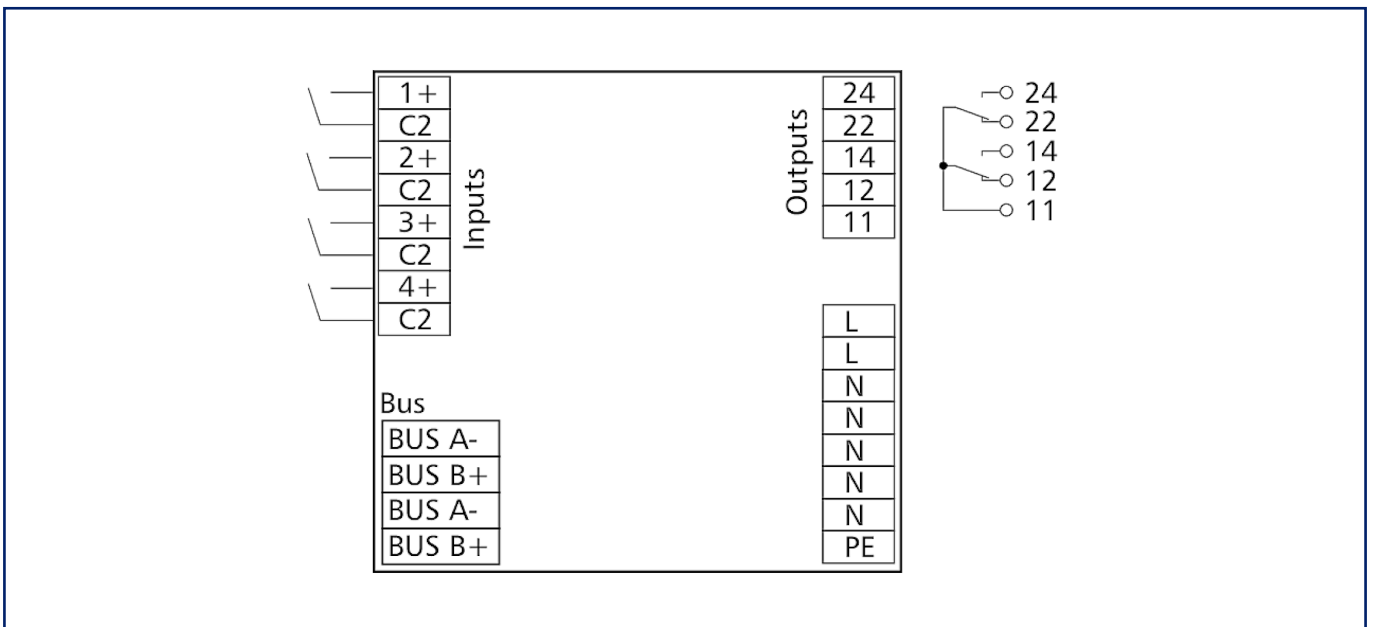 1+
C2
2+
C2
3+
C2
4+
C2
Inputs
Bus
BUS A-
BUS B+
BUS A-
BUS B+
Outputs
24
22
14
12
11
L
L
N
N
N
N
N
PE
24
22
14
12
11